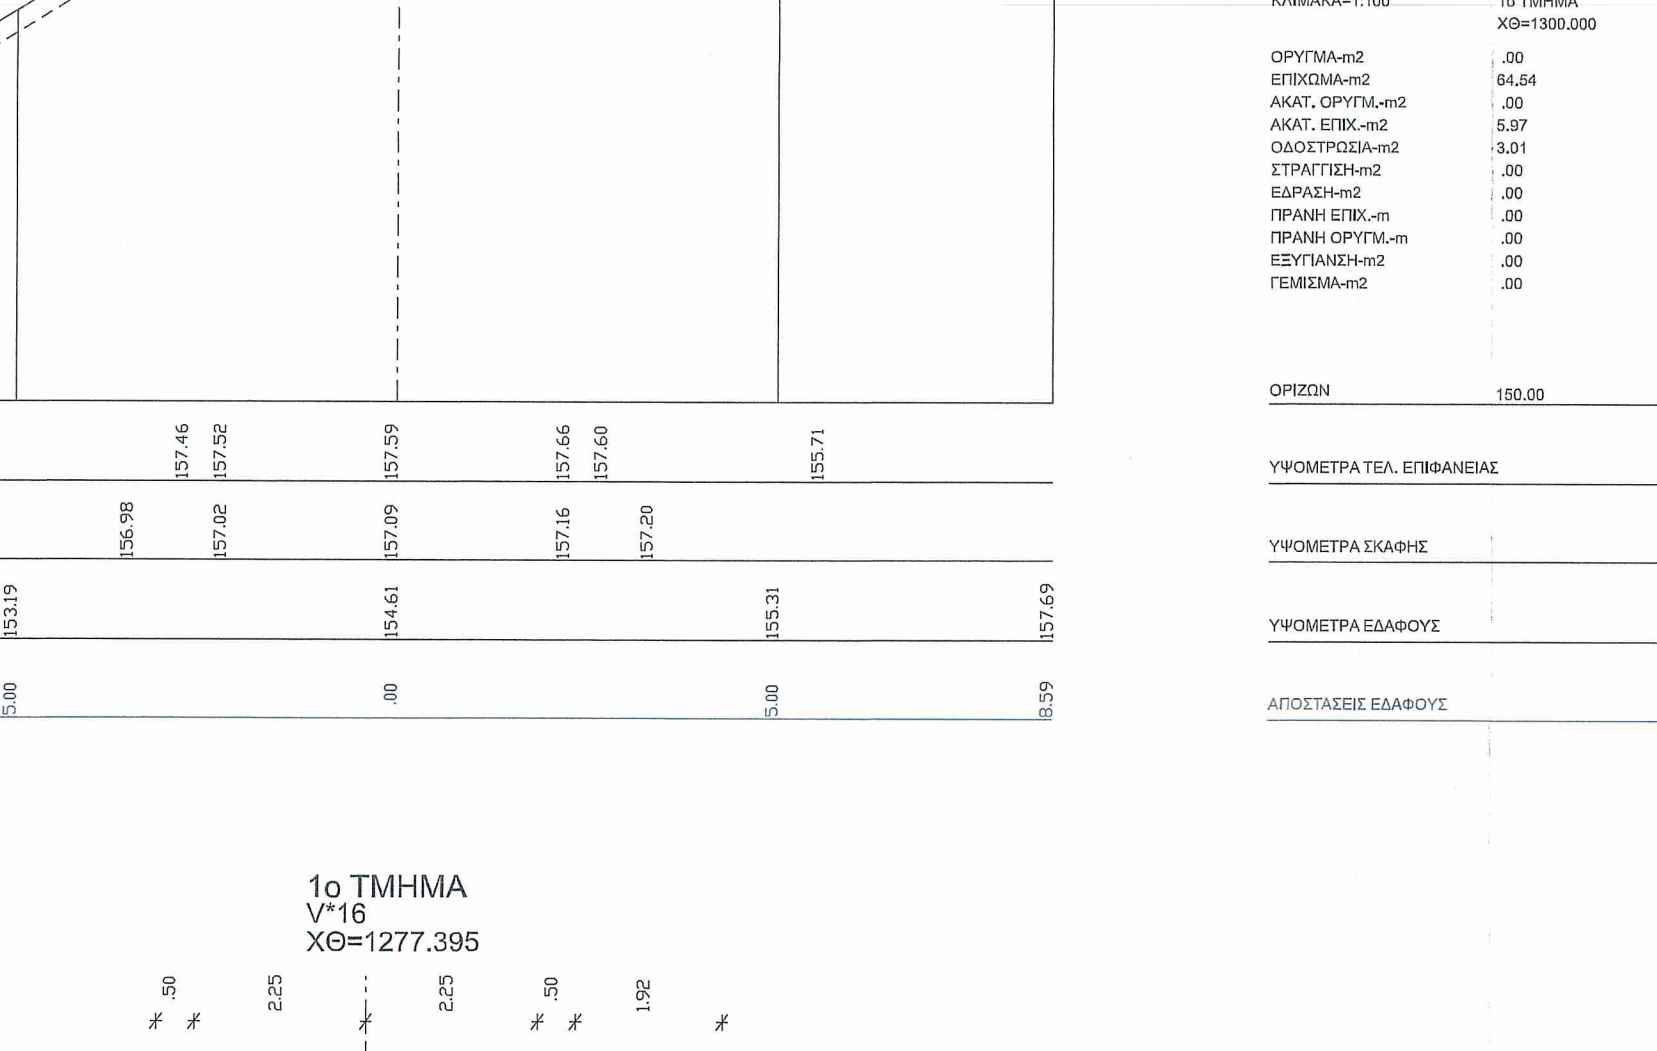 ΚΛΙΜΑΚΑ=1:100 1ο ΤΜΗΜΑ
ΧΘ=1300.000
ΟΡΥΓΜΑ-m2 .00
ΕΠΙΧΩΜΑ-m2 64.54
ΑΚΑΤ. ΟΡΥΓΜ.-m2 .00
ΑΚΑΤ. ΕΠΙΧ.-m2 5.97
ΟΔΟΣΤΡΩΣΙΑ-m2 3.01
ΣΤΡΑΓΓΙΣΗ-m2 .00
ΕΔΡΑΣΗ-m2 .00
ΠΡΑΝΗ ΕΠΙΧ.-m .00
ΠΡΑΝΗ ΟΡΥΓΜ.-m .00
ΕΞΥΓΙΑΝΣΗ-m2 .00
ΓΕΜΙΣΜΑ-m2 .00
ΟΡΙΖΩΝ 150.00
157.46 157.52 157.59 157.66 157.60 155.71 ΥΨΟΜΕΤΡΑ ΤΕΛ. ΕΠΙΦΑΝΕΙΑΣ
156.98 157.02 157.09 157.16 157.20 ΥΨΟΜΕΤΡΑ ΣΚΑΦΗΣ
153.19 154.61 155.31 157.69 ΥΨΟΜΕΤΡΑ ΕΔΑΦΟΥΣ
5.00 .00 5.00 8.59 ΑΠΟΣΤΑΣΕΙΣ ΕΔΑΦΟΥΣ
1ο ΤΜΗΜΑ
V*16
ΧΘ=1277.395
.50 2.25 2.25 .50 1.92